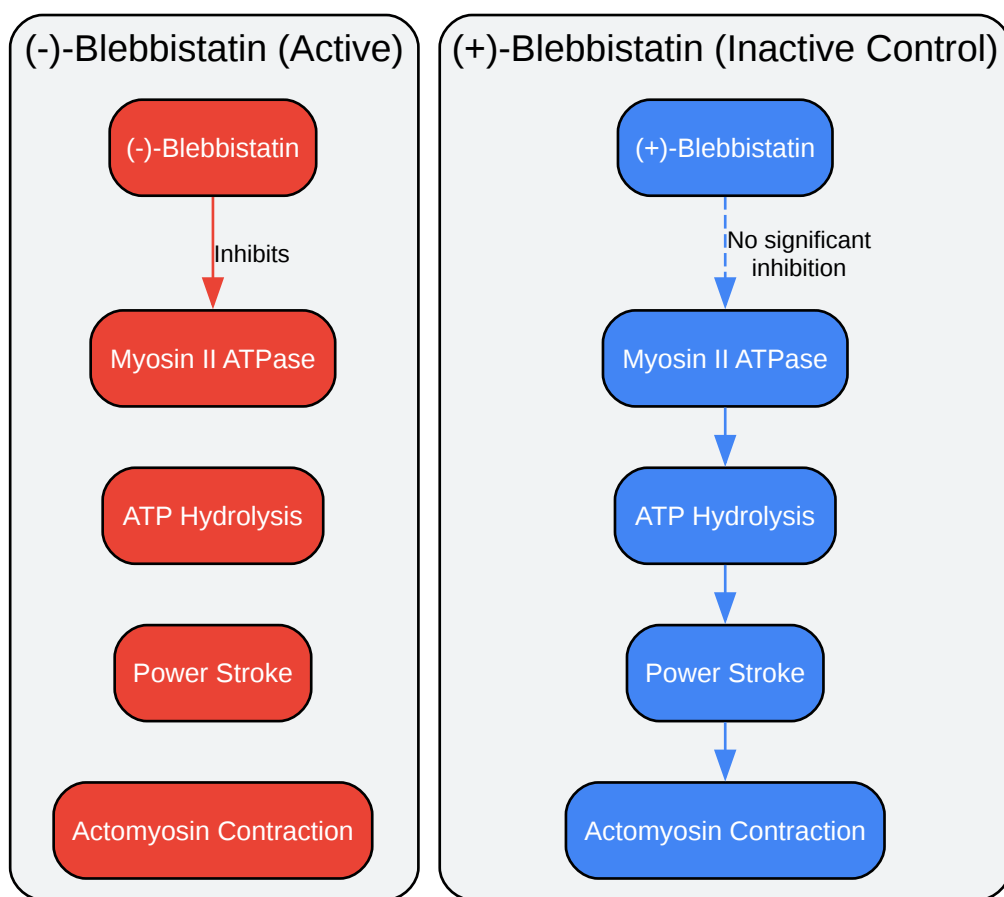 (-)-Blebbistatin (Active)
(-)-Blebbistatin
Inhibits
Myosin II ATPase
ATP Hydrolysis
Power Stroke
Actomyosin Contraction
(+)-Blebbistatin (Inactive Control)
(+)-Blebbistatin
No significant
inhibition
Myosin II ATPase
ATP Hydrolysis
Power Stroke
Actomyosin Contraction